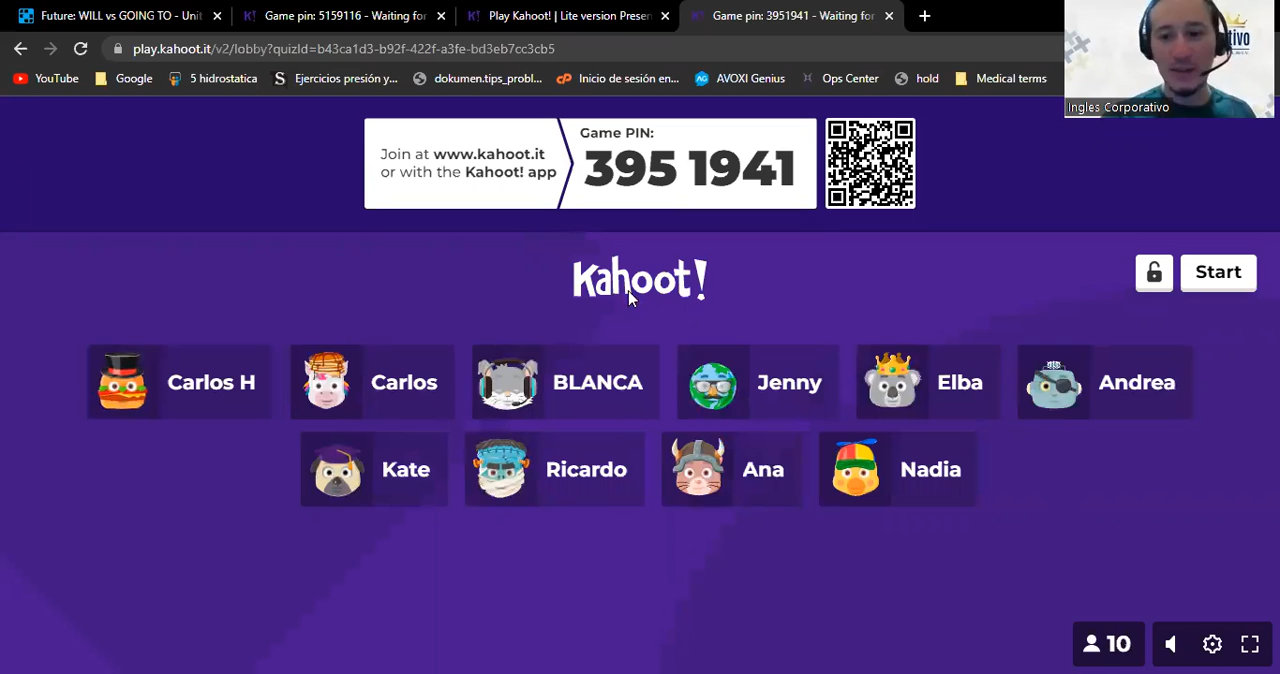 Future: WILL vs GOING TO - Unit
Game pin: 5159116 - Waiting for
Play Kahoot! | Lite version Presen
Game pin: 3951941 - Waiting for
play.kahoot.it/v2/lobby?quizId=b43ca1d3-b92f-422f-a3fe-bd3eb7cc3cb5
YouTube
Google
5 hidrostatica
Ejercicios presión y...
dokumen.tips_probl...
Inicio de sesión en...
AVOXI Genius
Ops Center
hold
Medical terms
Ingles Corporativo
Join at www.kahoot.it
or with the Kahoot! app
Game PIN:
395 1941
Kahoot!
Start
Carlos H
Carlos
BLANCA
Jenny
Elba
Andrea
Kate
Ricardo
Ana
Nadia
10